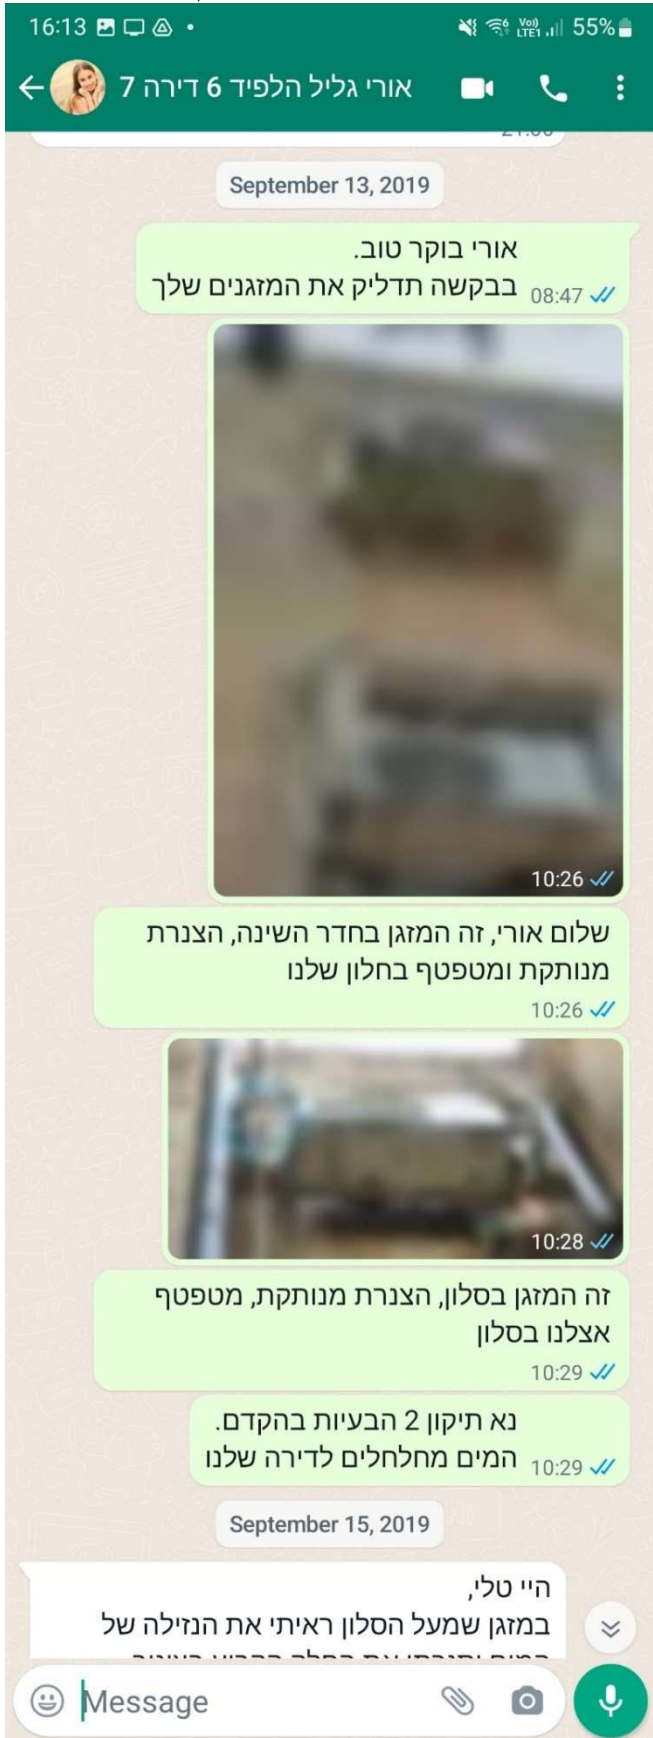 16:13
Vo)) LTE1 55%
אורי גליל הלפיד 6 דירה 7
September 13, 2019
אורי בוקר טוב.
בבקשה תדליק את המזגנים שלך
08:47
10:26
שלום אורי, זה המזגן בחדר השינה, הצנרת
מנותקת ומטפטף בחלון שלנו
10:26
10:28
זה המזגן בסלון, הצנרת מנותקת, מטפטף
אצלנו בסלון
10:29
נא תיקון 2 הבעיות בהקדם.
המים מחלחלים לדירה שלנו
10:29
September 15, 2019
היי טלי,
במזגן שמעל הסלון ראיתי את הנזילה של
Message